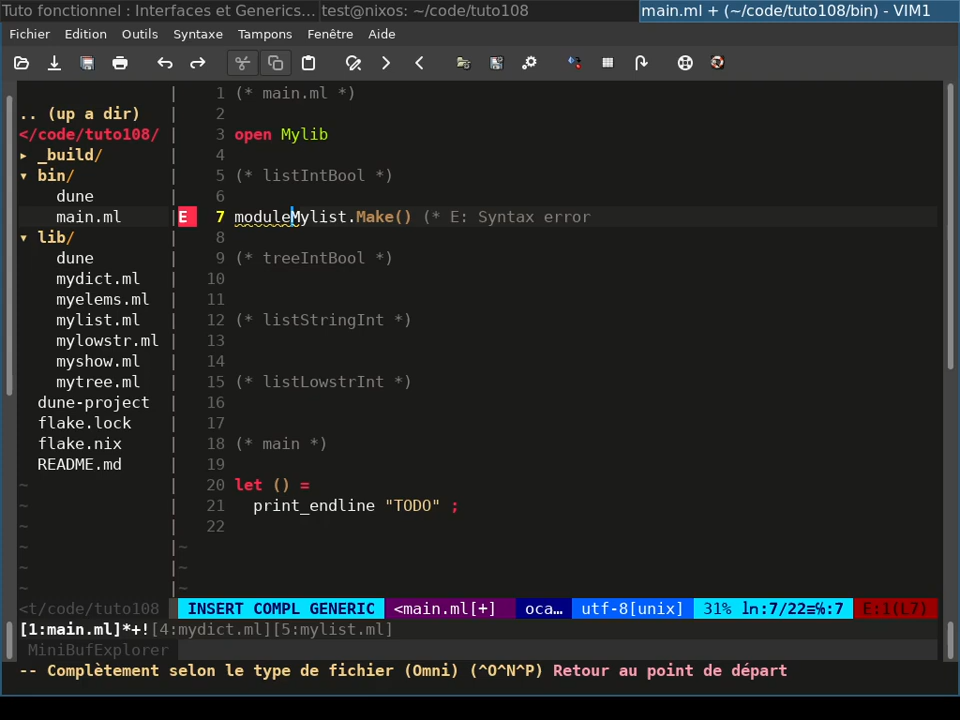 Tuto fonctionnel : Interfaces et Generics... test@nixos: ~/code/tuto108 main.ml + (~/code/tuto108/bin) - VIM1
Fichier Edition Outils Syntaxe Tampons Fenêtre Aide
1 (* main.ml *)
.. (up a dir) 2
</code/tuto108/ 3 open Mylib
▸ _build/ 4
▾ bin/ 5 (* listIntBool *)
dune 6
main.ml E 7 moduleMylist.Make() (* E: Syntax error
▾ lib/ 8
dune 9 (* treeIntBool *)
mydict.ml 10
myelems.ml 11
mylist.ml 12 (* listStringInt *)
mylowstr.ml 13
myshow.ml 14
mytree.ml 15 (* listLowstrInt *)
dune-project 16
flake.lock 17
flake.nix 18 (* main *)
README.md 19
~ 20 let () =
~ 21 print_endline "TODO" ;
~ 22
~ ~
~ ~
~ ~
<t/code/tuto108 INSERT COMPL GENERIC <main.ml[+] oca... utf-8[unix] 31% ln:7/22≡℅:7 E:1(L7)
[1:main.ml]*+![4:mydict.ml][5:mylist.ml]
MiniBufExplorer
-- Complètement selon le type de fichier (Omni) (^O^N^P) Retour au point de départ